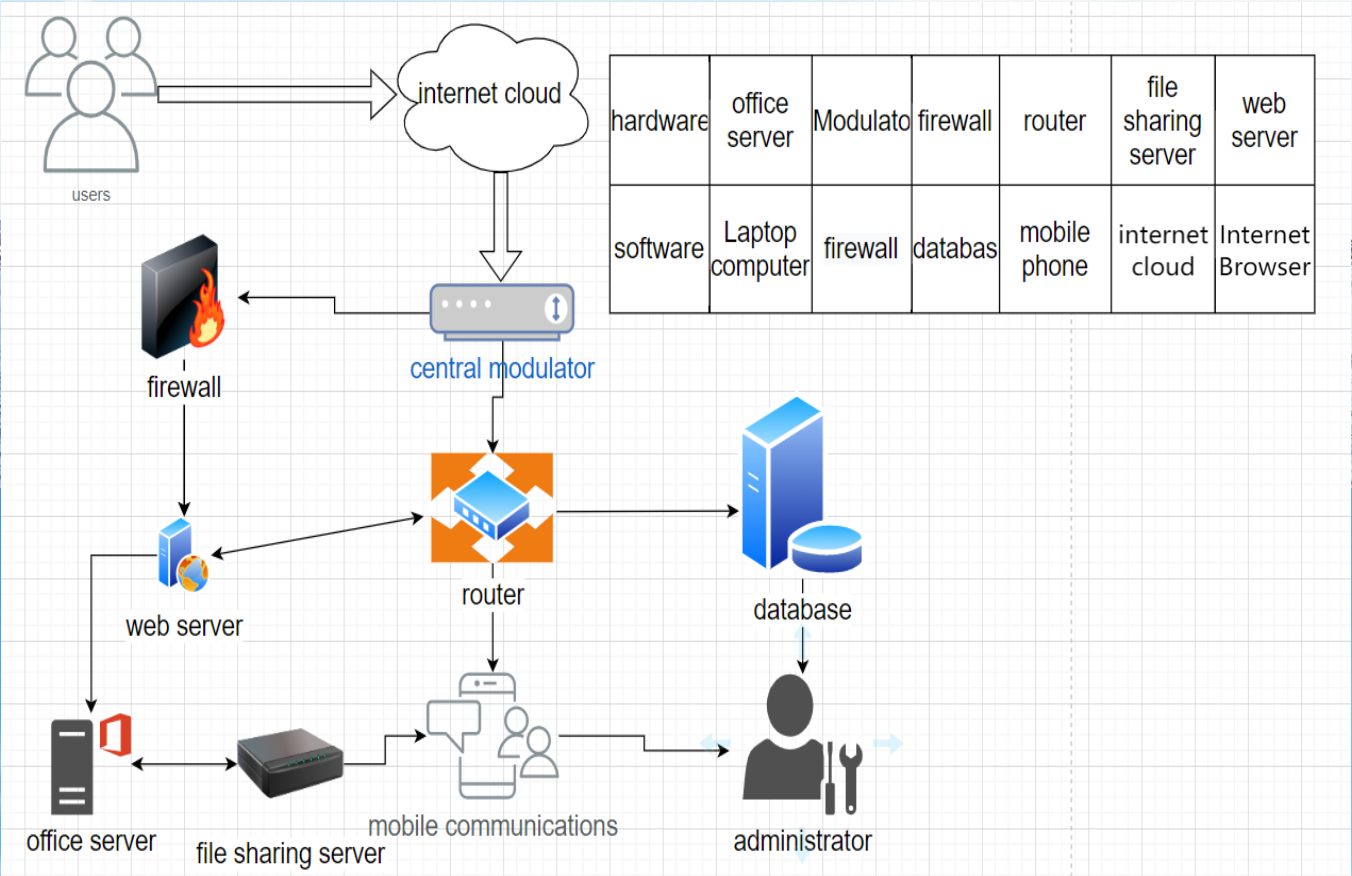 users
internet cloud
hardware
office
server
Modulato
firewall
router
file
sharing
server
web
server
software
Laptop
computer
firewall
databas
mobile
phone
internet
cloud
Internet
Browser
central modulator
firewall
router
database
web server
office server
file sharing server
mobile communications
administrator